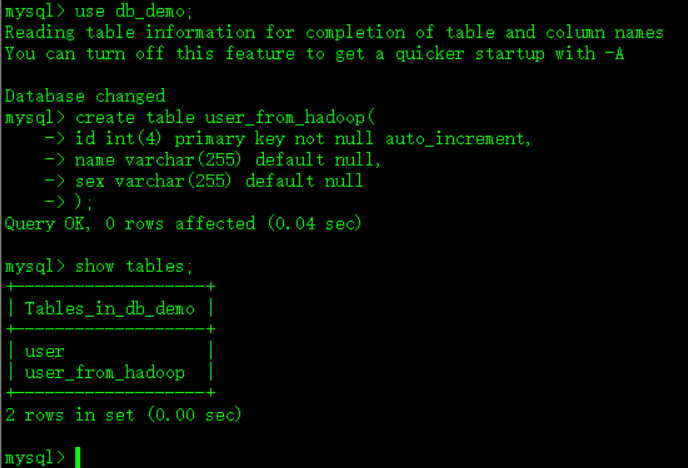 mysql> use db_demo;
Reading table information for completion of table and column names
You can turn off this feature to get a quicker startup with -A
Database changed
mysql> create table user_from_hadoop(
-> id int(4) primary key not null auto_increment,
-> name varchar(255) default null,
-> sex varchar(255) default null
-> );
Query OK, 0 rows affected (0.04 sec)
mysql> show tables;
+-------------------+
| Tables_in_db_demo |
+-------------------+
| user              |
| user_from_hadoop  |
+-------------------+
2 rows in set (0.00 sec)
mysql>